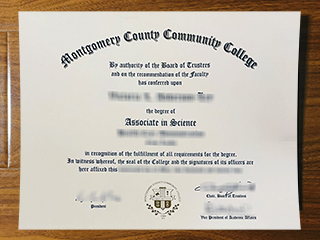 Montgomery County Community College
By authority of the Board of Trustees
and on the recommendation of the Faculty
has conferred upon
the degree of
Associate in Science
in recognition of the fulfillment of all requirements for the degree.
In witness whereof, the seal of the College and the signatures of its officers are
here affixed this
President
Chair, Board of Trustees
Vice President of Academic Affairs